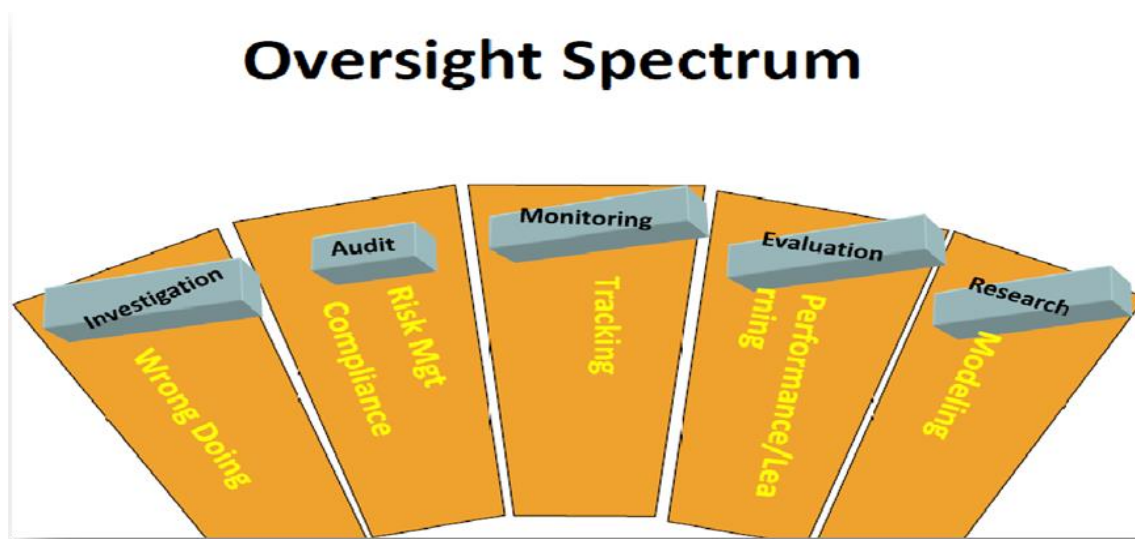 Oversight Spectrum
Investigation
Wrong Doing
Audit
Risk Mgt
Compliance
Monitoring
Tracking
Evaluation
Performance/Lea
rning
Research
Modeling